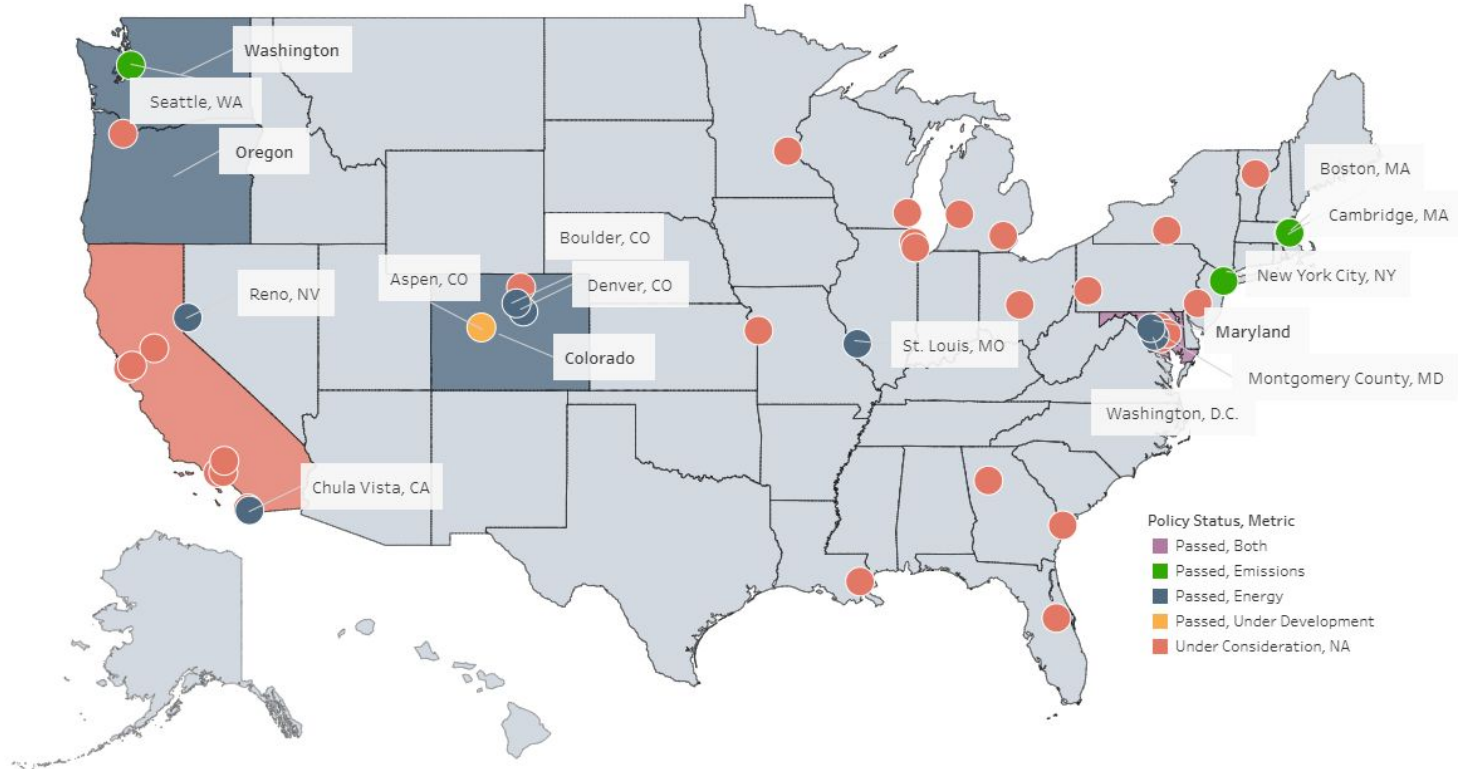 Washington
Seattle, WA
Oregon
Boston, MA
Cambridge, MA
Boulder, CO
Aspen, CO
Denver, CO
New York City, NY
Reno, NV
Maryland
St. Louis, MO
Colorado
Montgomery County, MD
Washington, D.C.
Chula Vista, CA
Policy Status, Metric
Passed, Both
Passed, Emissions
Passed, Energy
Passed, Under Development
Under Consideration, NA